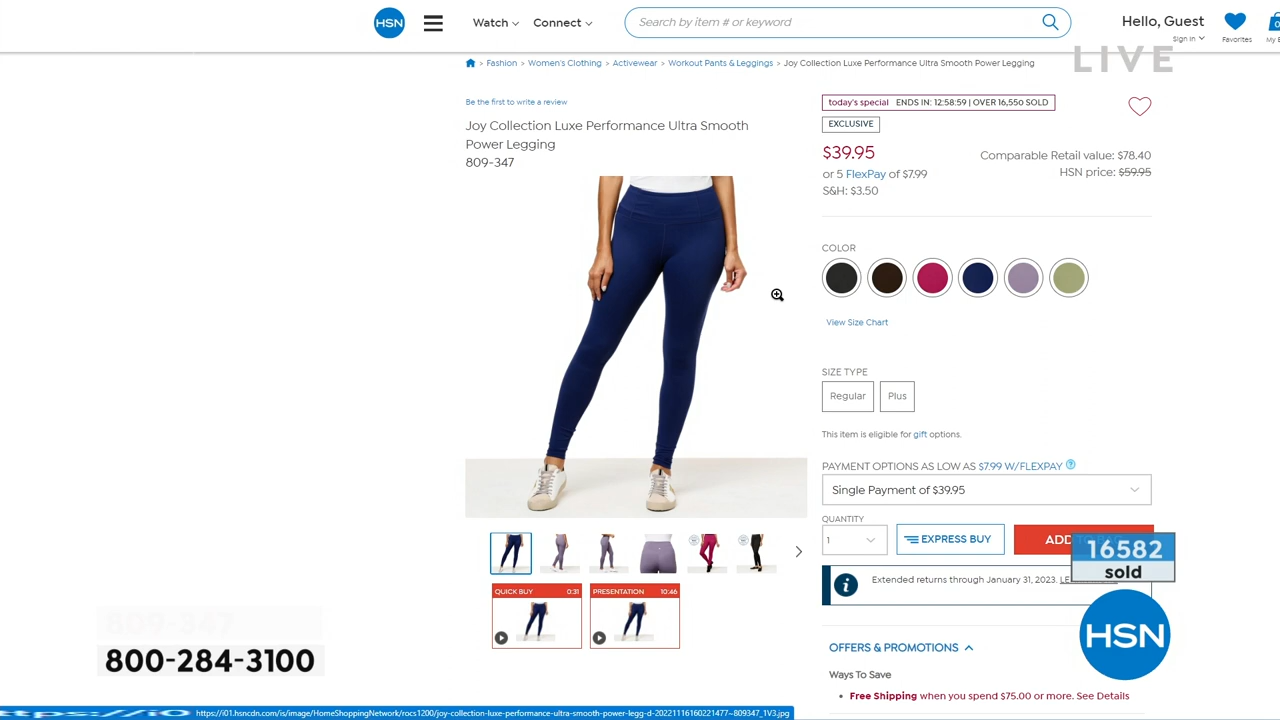 HSN
Watch
Connect
Search by item # or keyword
Hello, Guest
Sign In
Favorites
LIVE
> Fashion > Women's Clothing > Activewear > Workout Pants & Leggings > Joy Collection Luxe Performance Ultra Smooth Power Legging
Be the first to write a review
Joy Collection Luxe Performance Ultra Smooth
Power Legging
809-347
today's special ENDS IN: 12:58:59 | OVER 16,550 SOLD
EXCLUSIVE
$39.95
or 5 FlexPay of $7.99
S&H: $3.50
Comparable Retail value: $78.40
HSN price: $59.95
COLOR
View Size Chart
SIZE TYPE
Regular
Plus
This item is eligible for gift options.
PAYMENT OPTIONS AS LOW AS $7.99 W/FLEXPAY ?
Single Payment of $39.95
QUANTITY
1
EXPRESS BUY
ADD
16582
sold
i
Extended returns through January 31, 2023.
QUICK BUY 0:31
PRESENTATION 10:46
HSN
OFFERS & PROMOTIONS
Ways To Save
• Free Shipping when you spend $75.00 or more. See Details
809-347
800-284-3100
https://i01.hsncdn.com/is/image/HomeShoppingNetwork/rocs1200/joy-collection-luxe-performance-ultra-smooth-power-legg-d-20221116160221477~809347_1V3.jpg